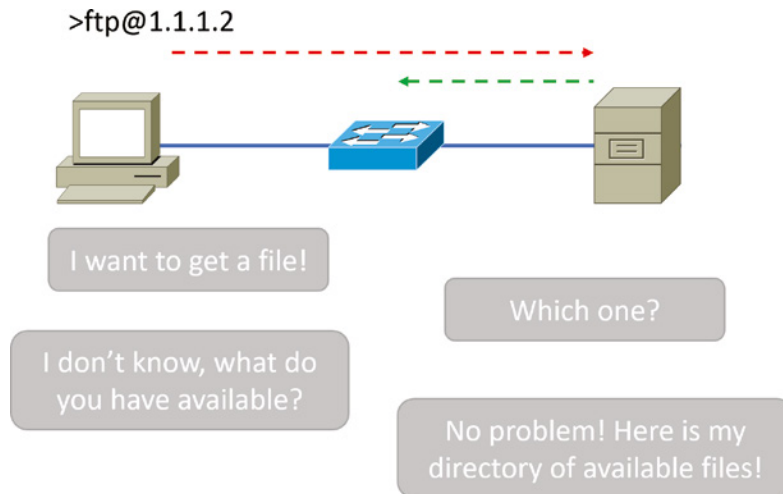 >ftp@1.1.1.2
I want to get a file!
Which one?
I don’t know, what do
you have available?
No problem! Here is my
directory of available files!